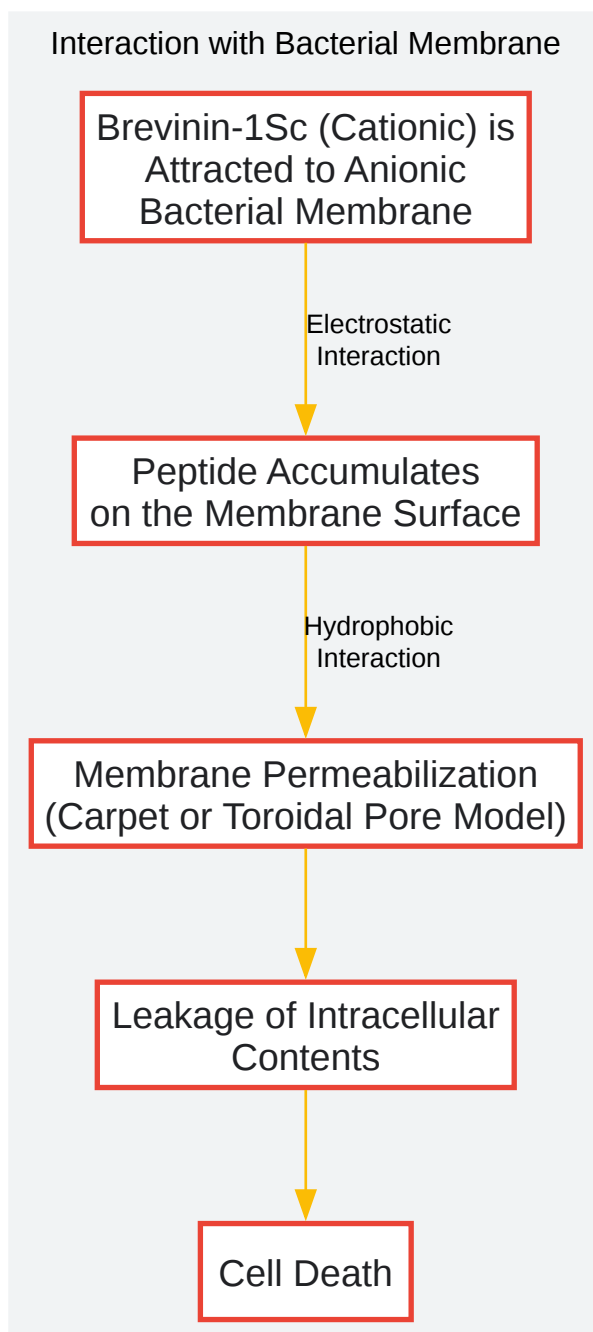 Interaction with Bacterial Membrane
Brevinin-1Sc (Cationic) is
Attracted to Anionic
Bacterial Membrane
Electrostatic
Interaction
Peptide Accumulates
on the Membrane Surface
Hydrophobic
Interaction
Membrane Permeabilization
(Carpet or Toroidal Pore Model)
Leakage of Intracellular
Contents
Cell Death